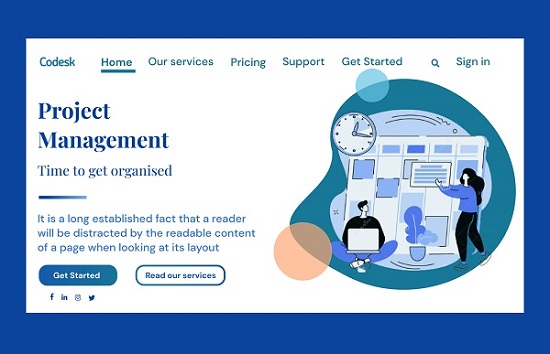 Codesk
Home
Our services
Pricing
Support
Get Started
Sign in
Project
Management
Time to get organised
It is a long established fact that a reader
will be distracted by the readable content
of a page when looking at its layout
Get Started
Read our services